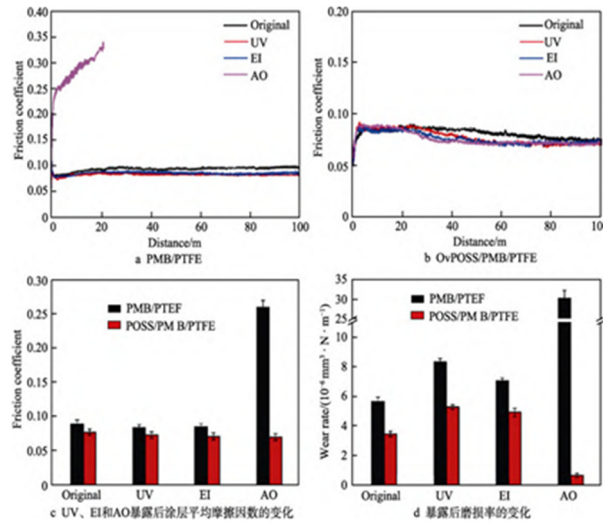 Friction coefficient
0.40
0.35
0.30
0.25
0.20
0.15
0.10
0.05
0.00
Original
UV
EI
AO
0 20 40 60 80 100
Distance/m
a PMB/PTFE
Friction coefficient
0.20
0.15
0.10
0.05
0.00
Original
UV
EI
AO
0 20 40 60 80 100
Distance/m
b OvPOSS/PMB/PTFE
Friction coefficient
0.30
0.25
0.20
0.15
0.10
0.05
0.00
PMB/PTEF
POSS/PM B/PTFE
Original UV EI AO
c UV、EI和AO暴露后涂层平均摩擦因数的变化
Wear rate/(10⁻⁶ mm³·N·m⁻¹)
35
30
25
8
6
4
2
0
PMB/PTEF
POSS/PM B/PTFE
Original UV EI AO
d 暴露后磨损率的变化